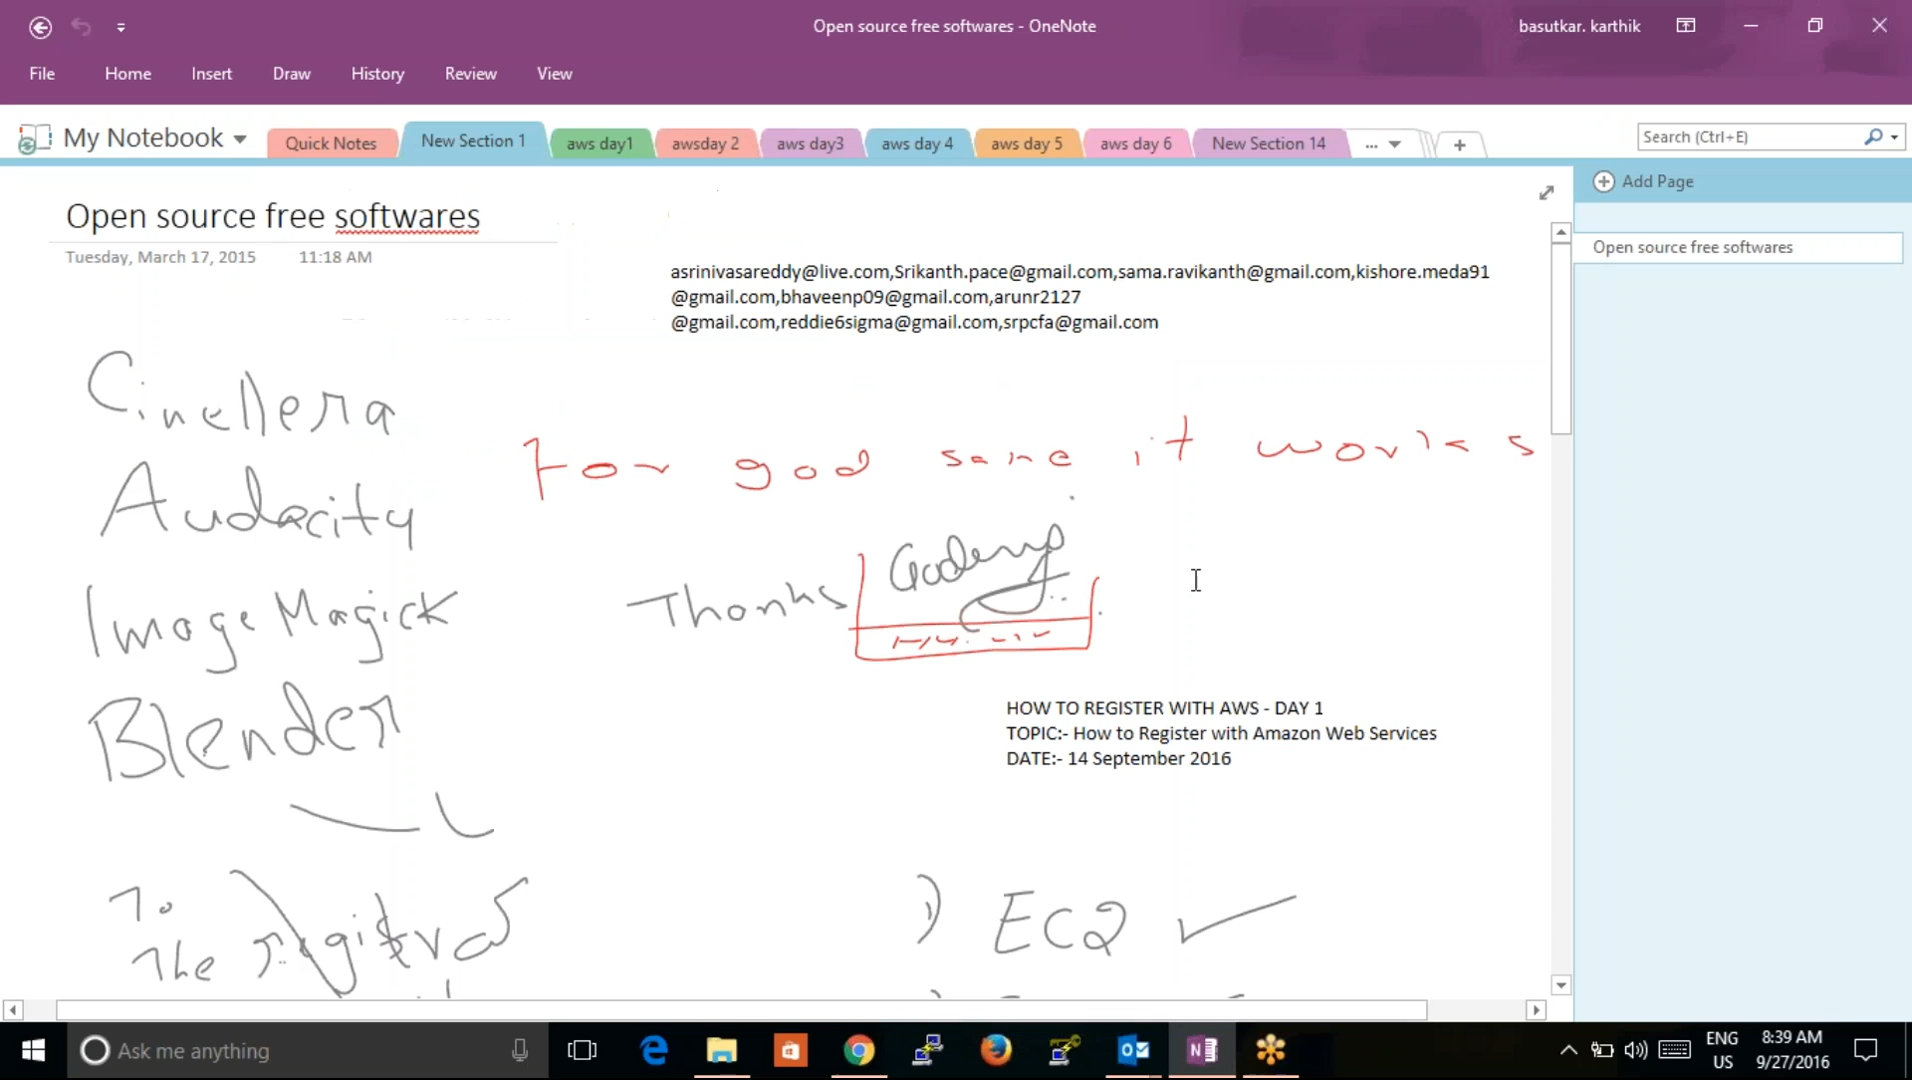 Open source free softwares - OneNote
basutkar. karthik
File Home Insert Draw History Review View
My Notebook
Quick Notes
New Section 1
aws day1
awsday 2
aws day3
aws day 4
aws day 5
aws day 6
New Section 14
...
Search (Ctrl+E)
Add Page
Open source free softwares
Open source free softwares
Tuesday, March 17, 2015 11:18 AM
asrinivasareddy@live.com,Srikanth.pace@gmail.com,sama.ravikanth@gmail.com,kishore.meda91
@gmail.com,bhaveenp09@gmail.com,arunr2127
@gmail.com,reddie6sigma@gmail.com,srpcfa@gmail.com
Cinellera
Audacity
ImageMagick
Blender
For god sane it works
Thanks
HOW TO REGISTER WITH AWS - DAY 1
TOPIC:- How to Register with Amazon Web Services
DATE:- 14 September 2016
To
The
1) EC2
Ask me anything
ENG
US
8:39 AM
9/27/2016